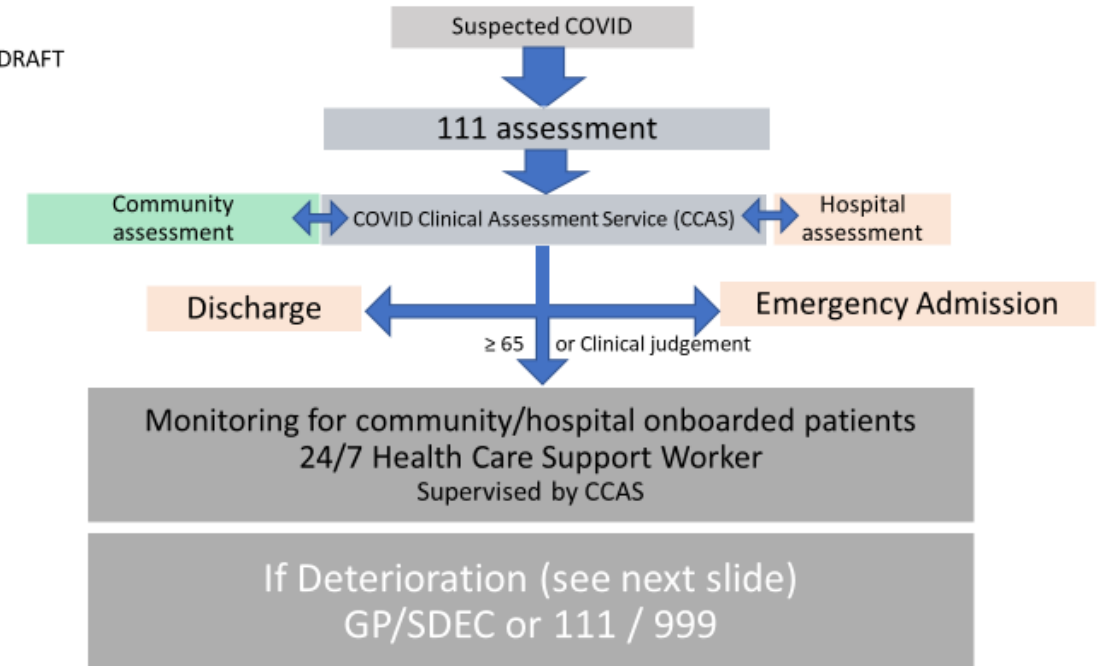 Suspected COVID
DRAFT
111 assessment
Community
assessment
COVID Clinical Assessment Service (CCAS)
Hospital
assessment
Discharge
Emergency Admission
≥ 65 or Clinical judgement
Monitoring for community/hospital onboarded patients
24/7 Health Care Support Worker
Supervised by CCAS
If Deterioration (see next slide)
GP/SDEC or 111 / 999